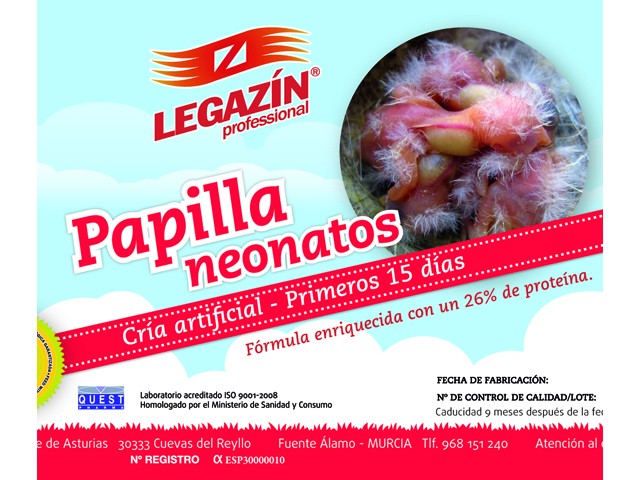 LEGAZÍN®
professional
Papilla
neonatos
Cría artificial - Primeros 15 días
Fórmula enriquecida con un 26% de proteína.
QUEST
Laboratorio acreditado ISO 9001-2008
Homologado por el Ministerio de Sanidad y Consumo
FECHA DE FABRICACIÓN:
Nº DE CONTROL DE CALIDAD/LOTE:
Caducidad 9 meses después de la fec
e de Asturias 30333 Cuevas del Reyllo Fuente Álamo - MURCIA Tlf. 968 151 240 Atención al
Nº REGISTRO α ESP30000010